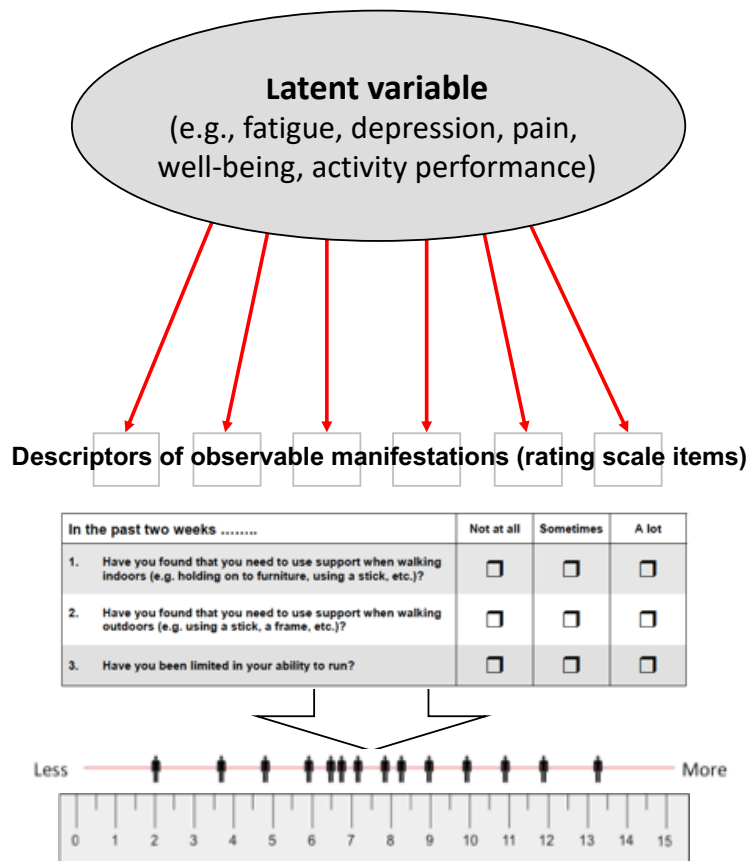 Latent variable
(e.g., fatigue, depression, pain,
well-being, activity performance)
Descriptors of observable manifestations (rating scale items)
In the past two weeks ........ Not at all Sometimes A lot
1. Have you found that you need to use support when walking
indoors (e.g. holding on to furniture, using a stick, etc.)?
2. Have you found that you need to use support when walking
outdoors (e.g. using a stick, a frame, etc.)?
3. Have you been limited in your ability to run?
Less More
0 1 2 3 4 5 6 7 8 9 10 11 12 13 14 15